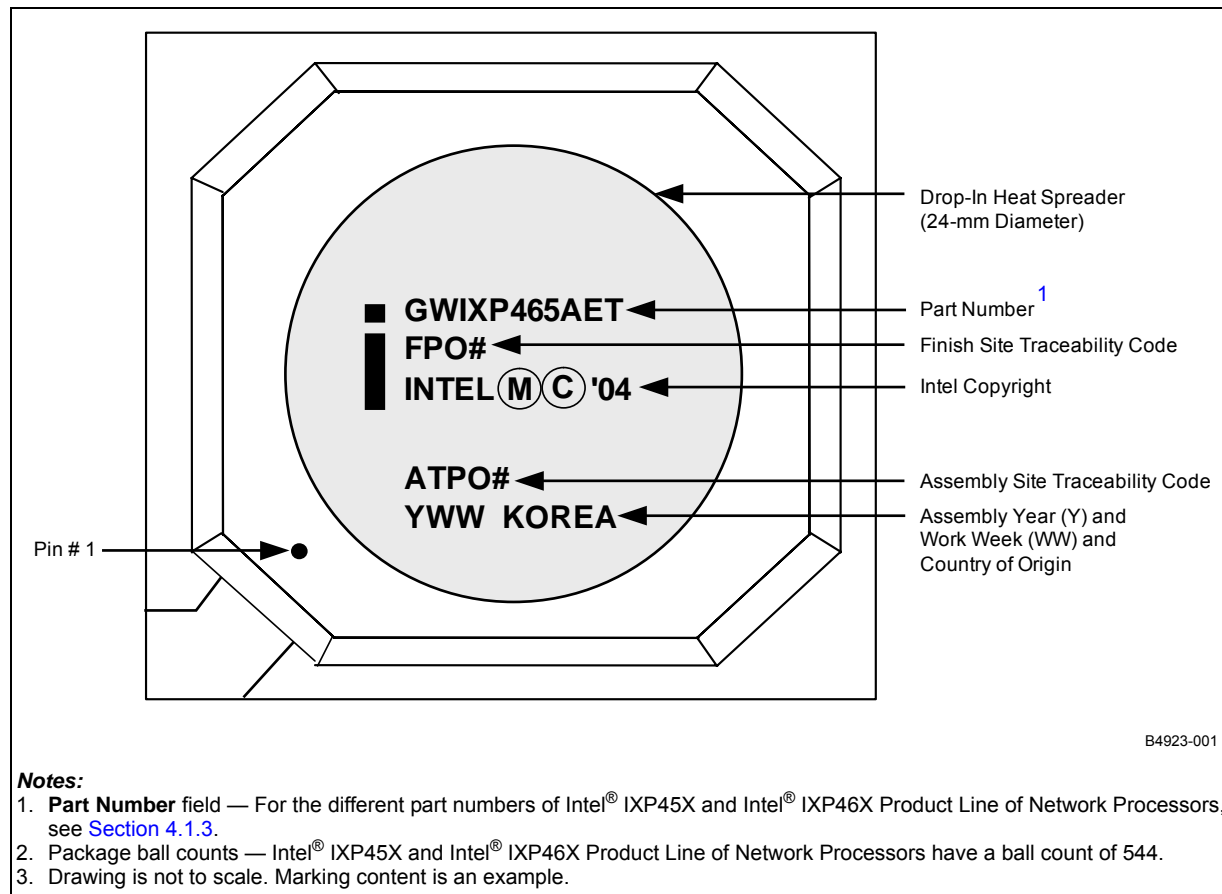 Drop-In Heat Spreader
(24-mm Diameter)
GWIXP465AET
Part Number 1
FPO#
Finish Site Traceability Code
INTEL M C '04
Intel Copyright
ATPO#
Assembly Site Traceability Code
YWW KOREA
Assembly Year (Y) and
Work Week (WW) and
Country of Origin
Pin # 1
B4923-001
Notes:
1. Part Number field — For the different part numbers of Intel® IXP45X and Intel® IXP46X Product Line of Network Processors,
see Section 4.1.3.
2. Package ball counts — Intel® IXP45X and Intel® IXP46X Product Line of Network Processors have a ball count of 544.
3. Drawing is not to scale. Marking content is an example.